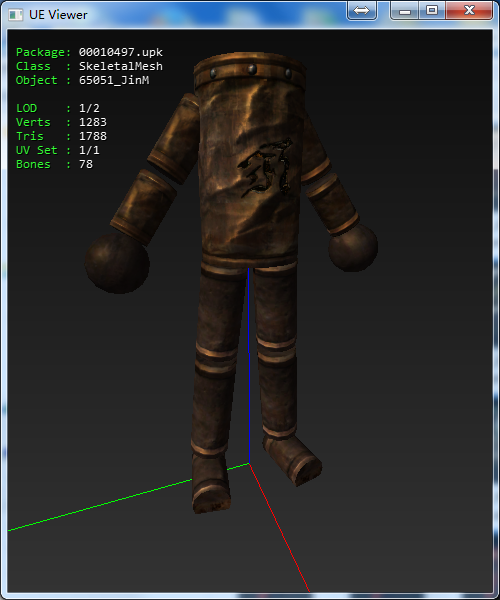 UE Viewer
Package: 00010497.upk
Class : SkeletalMesh
Object : 65051_JinM
LOD : 1/2
Verts : 1283
Tris : 1788
UV Set : 1/1
Bones : 78